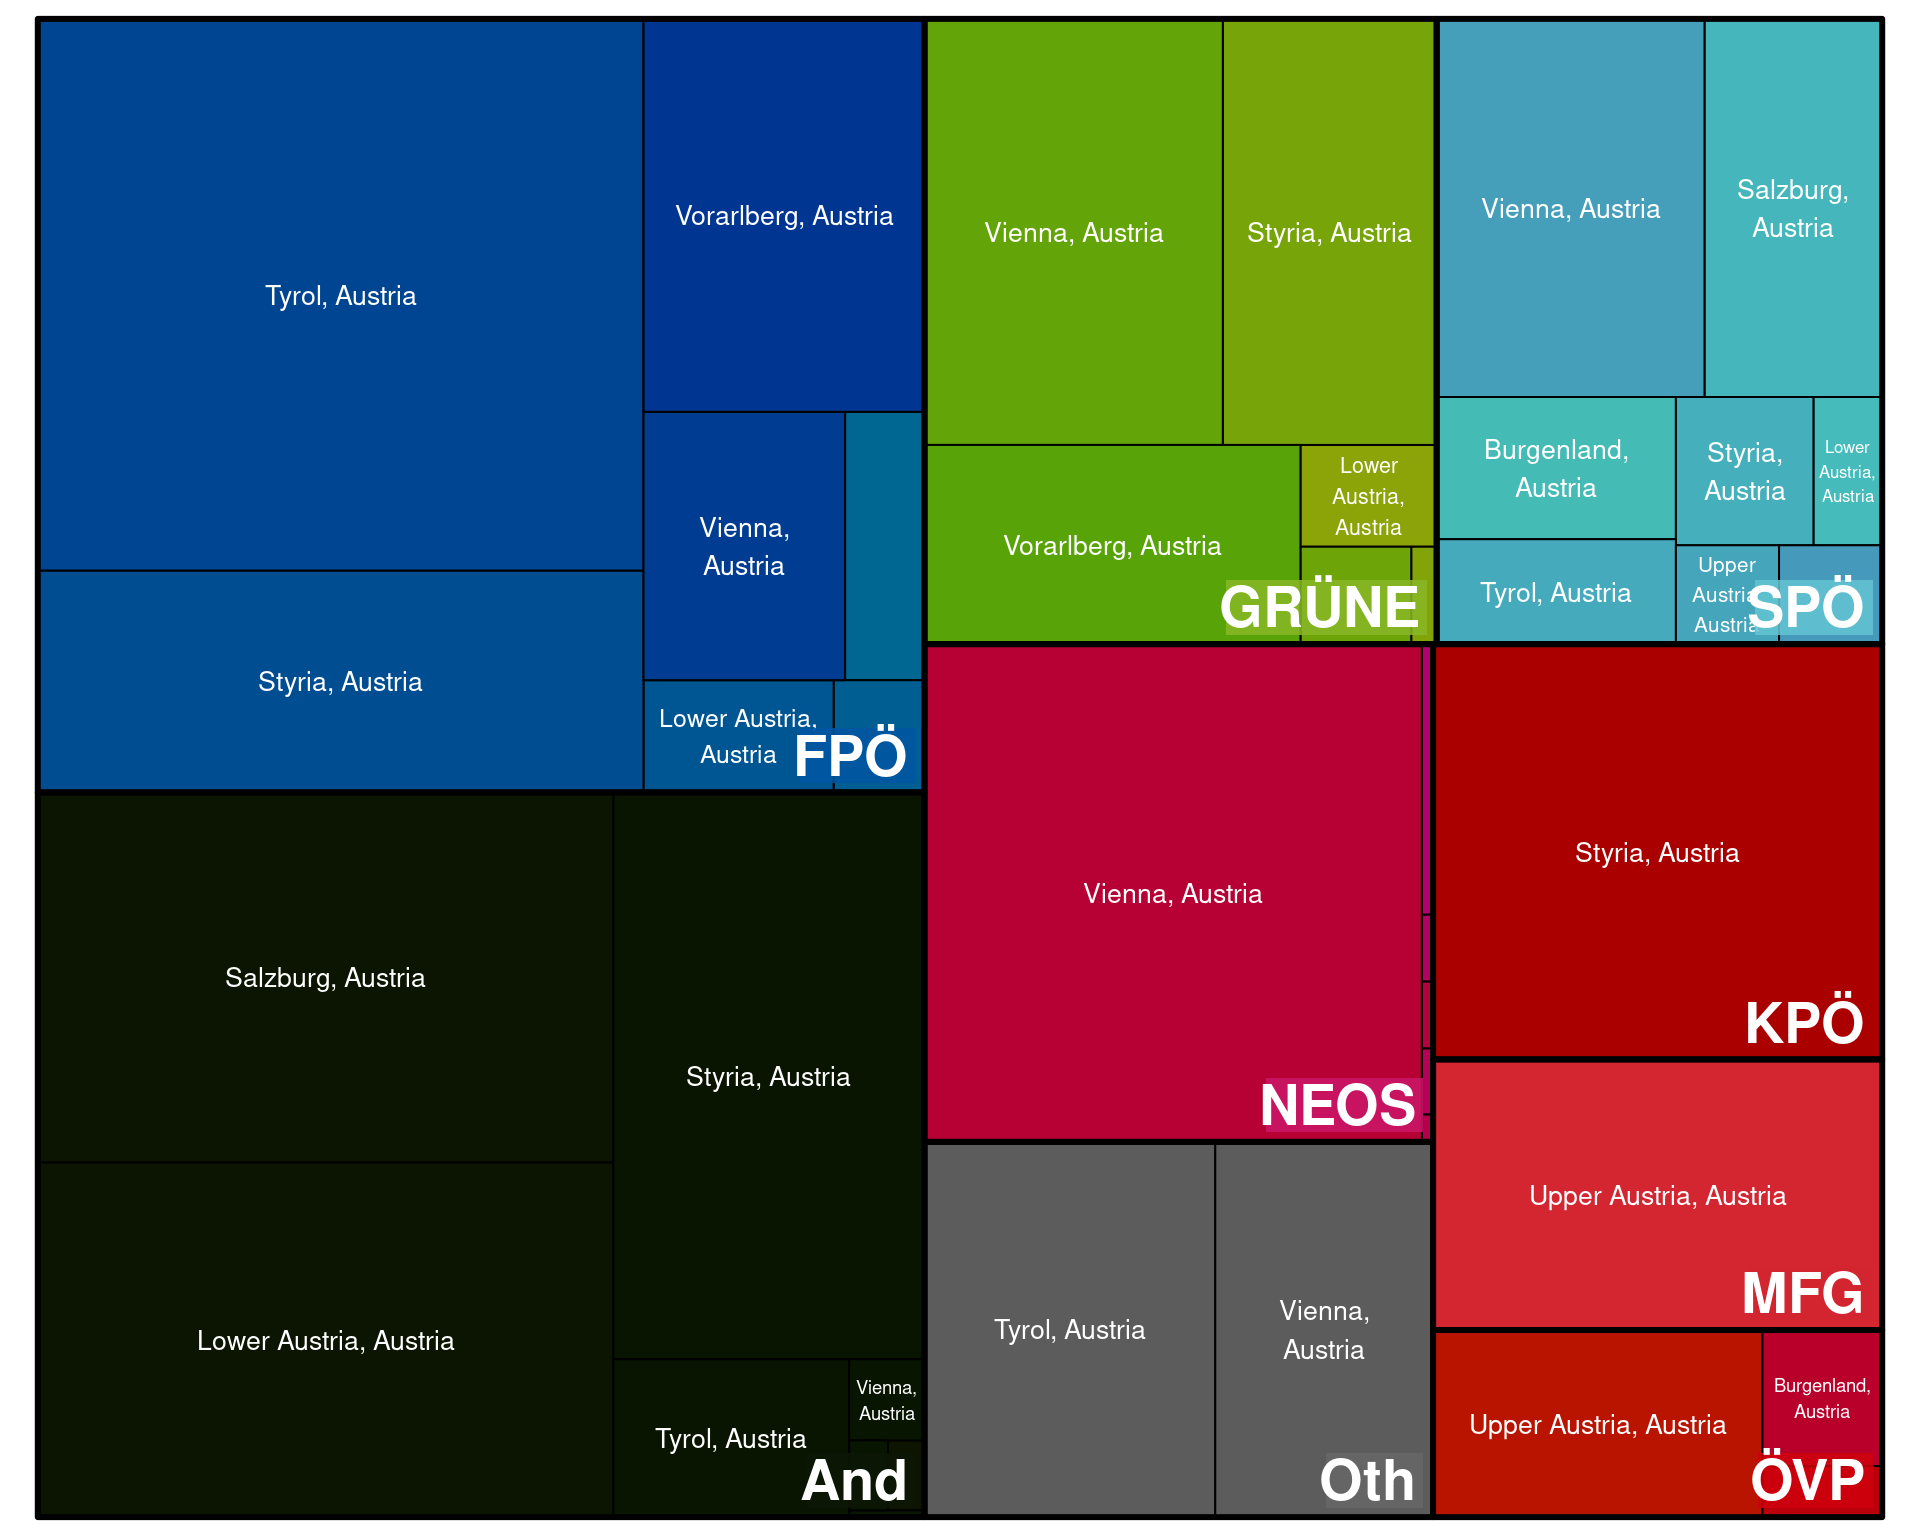 Tyrol, Austria
Vorarlberg, Austria
Vienna,
Austria
Styria, Austria
Lower Austria,
Austria
FPÖ
Vienna, Austria
Styria, Austria
Vorarlberg, Austria
Lower
Austria,
Austria
GRÜNE
Vienna, Austria
Salzburg,
Austria
Burgenland,
Austria
Styria,
Austria
Lower
Austria,
Austria
Tyrol, Austria
Upper
Austria,
Austria
SPÖ
Salzburg, Austria
Styria, Austria
Lower Austria, Austria
Tyrol, Austria
Vienna,
Austria
And
Vienna, Austria
NEOS
Styria, Austria
KPÖ
Upper Austria, Austria
MFG
Tyrol, Austria
Vienna,
Austria
Oth
Upper Austria, Austria
Burgenland,
Austria
ÖVP